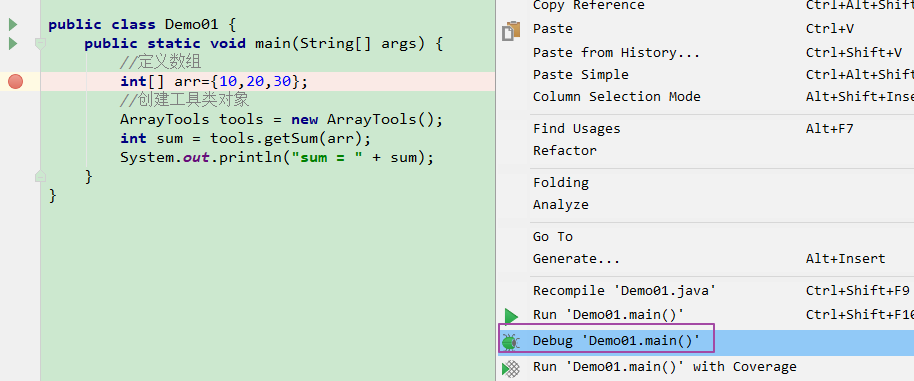 public class Demo01 {
public static void main(String[] args) {
//定义数组
int[] arr={10,20,30};
//创建工具类对象
ArrayTools tools = new ArrayTools();
int sum = tools.getSum(arr);
System.out.println("sum = " + sum);
}
}
Copy Reference Ctrl+Alt+Shift
Paste Ctrl+V
Paste from History... Ctrl+Shift+V
Paste Simple Ctrl+Alt+Shift
Column Selection Mode Alt+Shift+Inse
Find Usages Alt+F7
Refactor
Folding
Analyze
Go To
Generate... Alt+Insert
Recompile 'Demo01.java' Ctrl+Shift+F9
Run 'Demo01.main()' Ctrl+Shift+F10
Debug 'Demo01.main()'
Run 'Demo01.main()' with Coverage